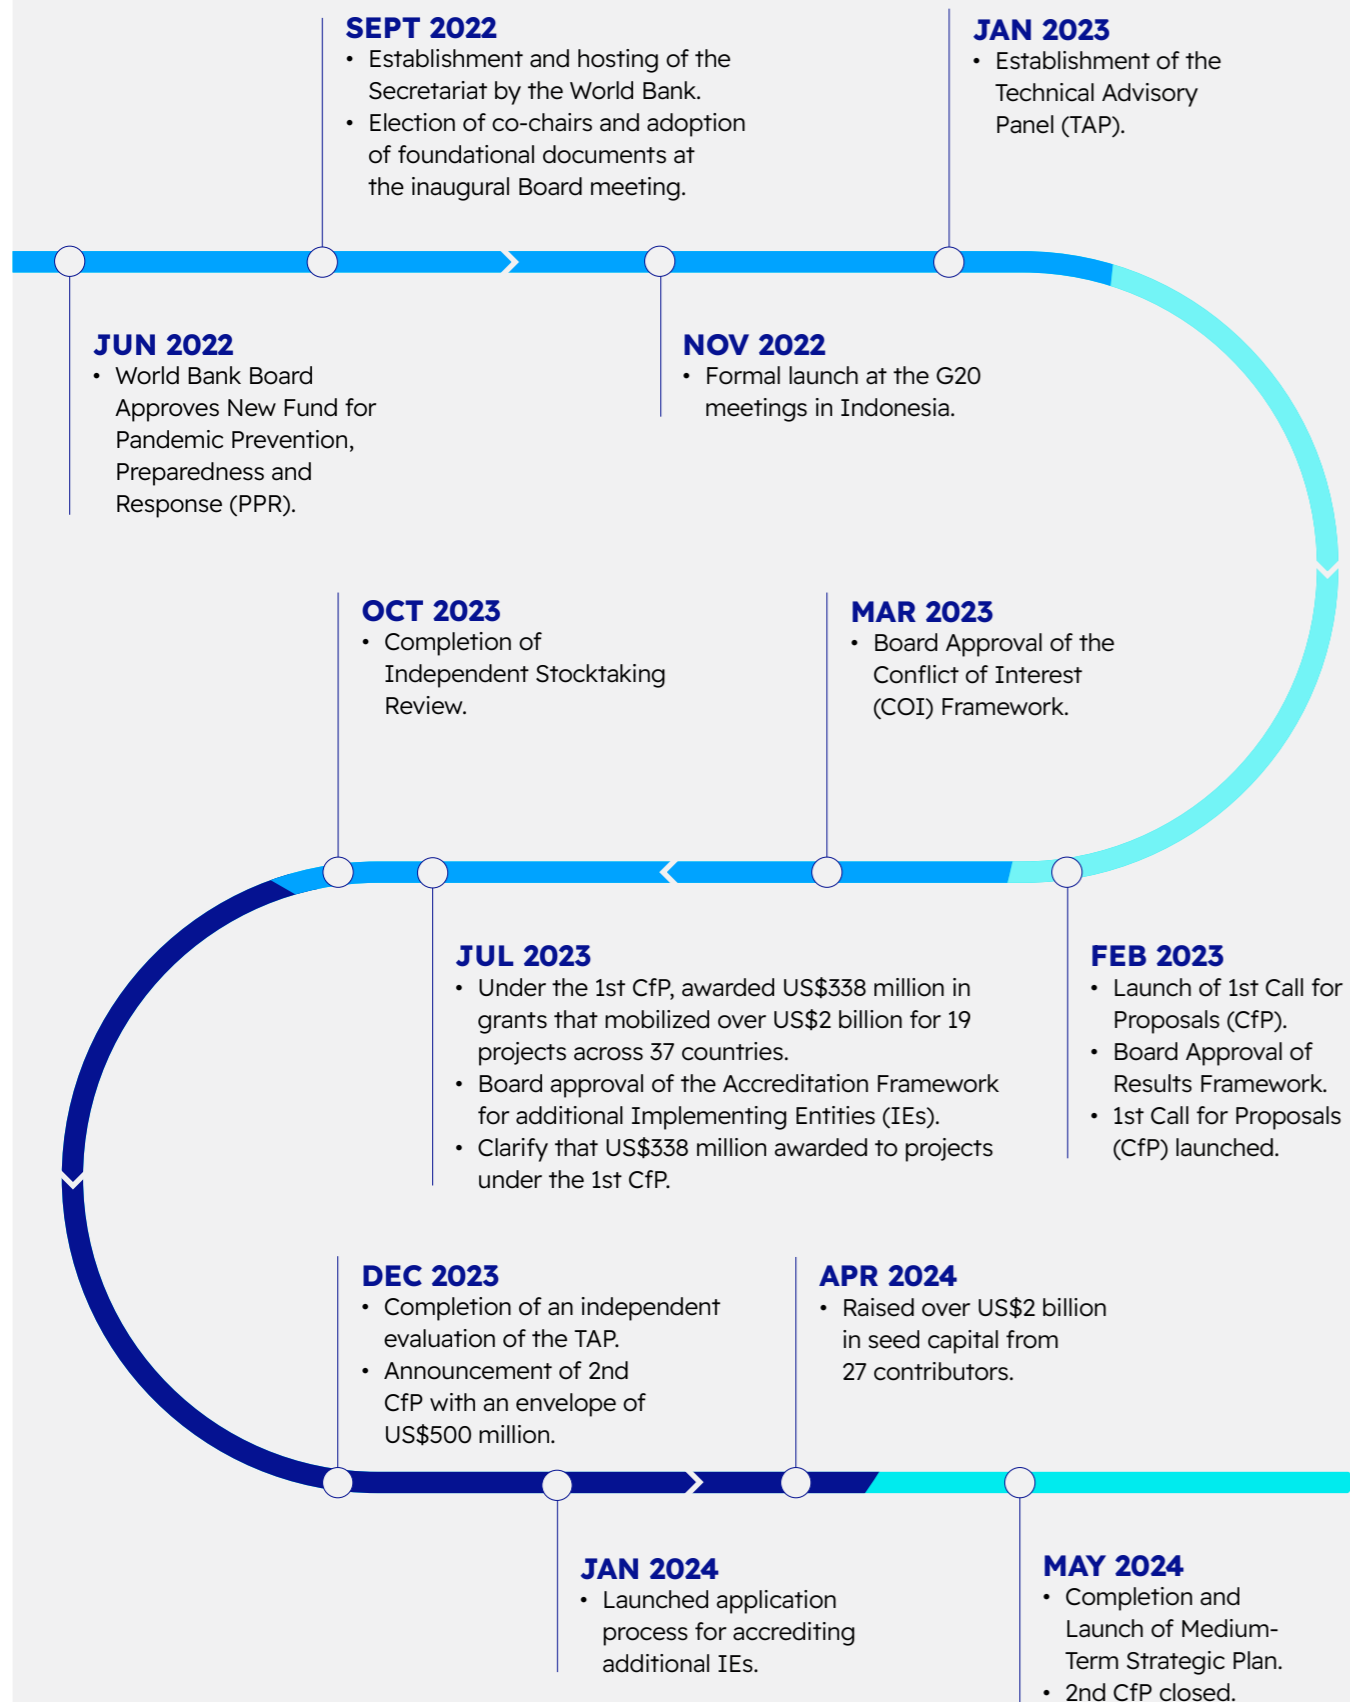 SEPT 2022
• Establishment and hosting of the
Secretariat by the World Bank.
• Election of co-chairs and adoption
of foundational documents at
the inaugural Board meeting.
JAN 2023
• Establishment of the
Technical Advisory
Panel (TAP).
JUN 2022
• World Bank Board
Approves New Fund for
Pandemic Prevention,
Preparedness and
Response (PPR).
NOV 2022
• Formal launch at the G20
meetings in Indonesia.
OCT 2023
• Completion of
Independent Stocktaking
Review.
MAR 2023
• Board Approval of the
Conflict of Interest
(COI) Framework.
JUL 2023
• Under the 1st CfP, awarded US$338 million in
grants that mobilized over US$2 billion for 19
projects across 37 countries.
• Board approval of the Accreditation Framework
for additional Implementing Entities (IEs).
• Clarify that US$338 million awarded to projects
under the 1st CfP.
FEB 2023
• Launch of 1st Call for
Proposals (CfP).
• Board Approval of
Results Framework.
• 1st Call for Proposals
(CfP) launched.
DEC 2023
• Completion of an independent
evaluation of the TAP.
• Announcement of 2nd
CfP with an envelope of
US$500 million.
APR 2024
• Raised over US$2 billion
in seed capital from
27 contributors.
JAN 2024
• Launched application
process for accrediting
additional IEs.
MAY 2024
• Completion and
Launch of Medium-
Term Strategic Plan.
• 2nd CfP closed.